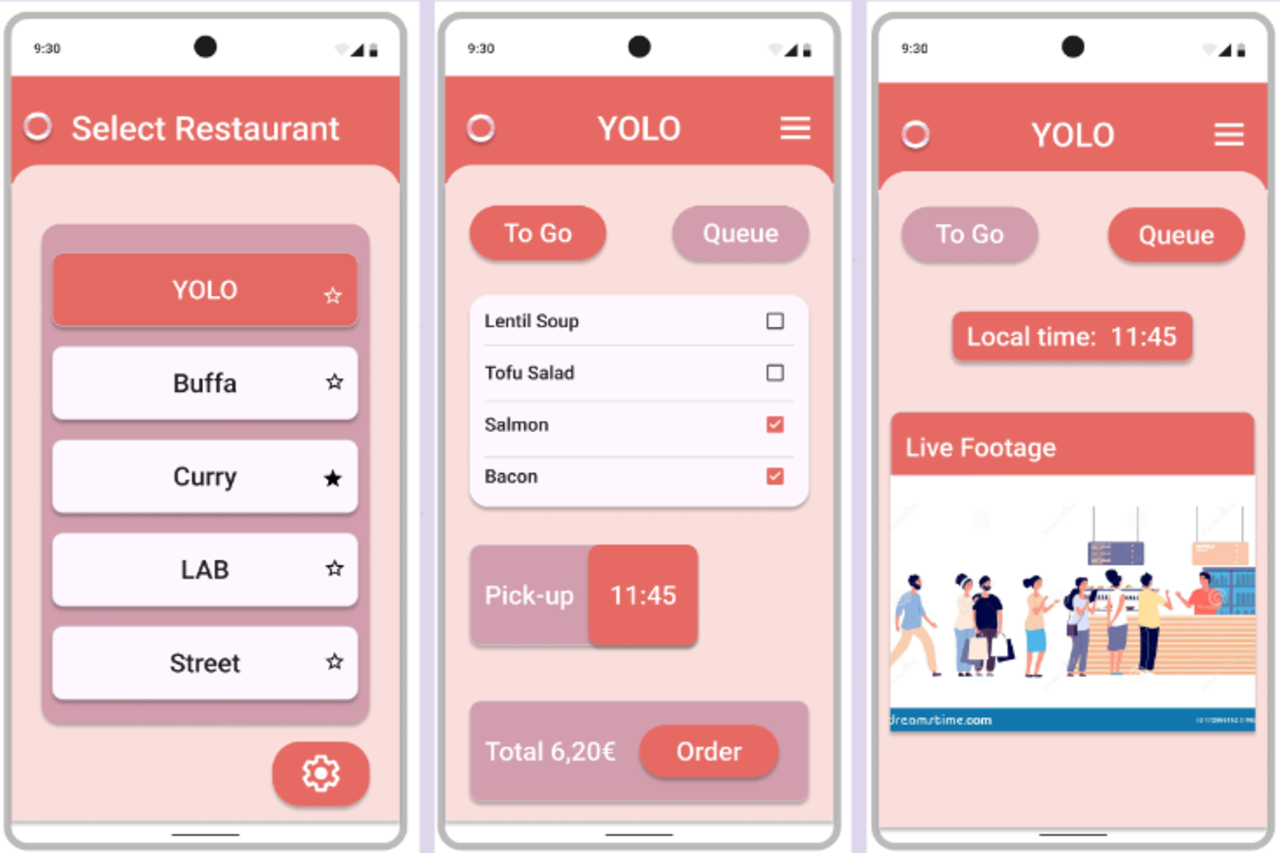 9:30
Select Restaurant
YOLO
Buffa
Curry
LAB
Street
9:30
YOLO
To Go Queue
Lentil Soup
Tofu Salad
Salmon
Bacon
Pick-up 11:45
Total 6,20€ Order
9:30
YOLO
To Go Queue
Local time: 11:45
Live Footage
dreamstime.com